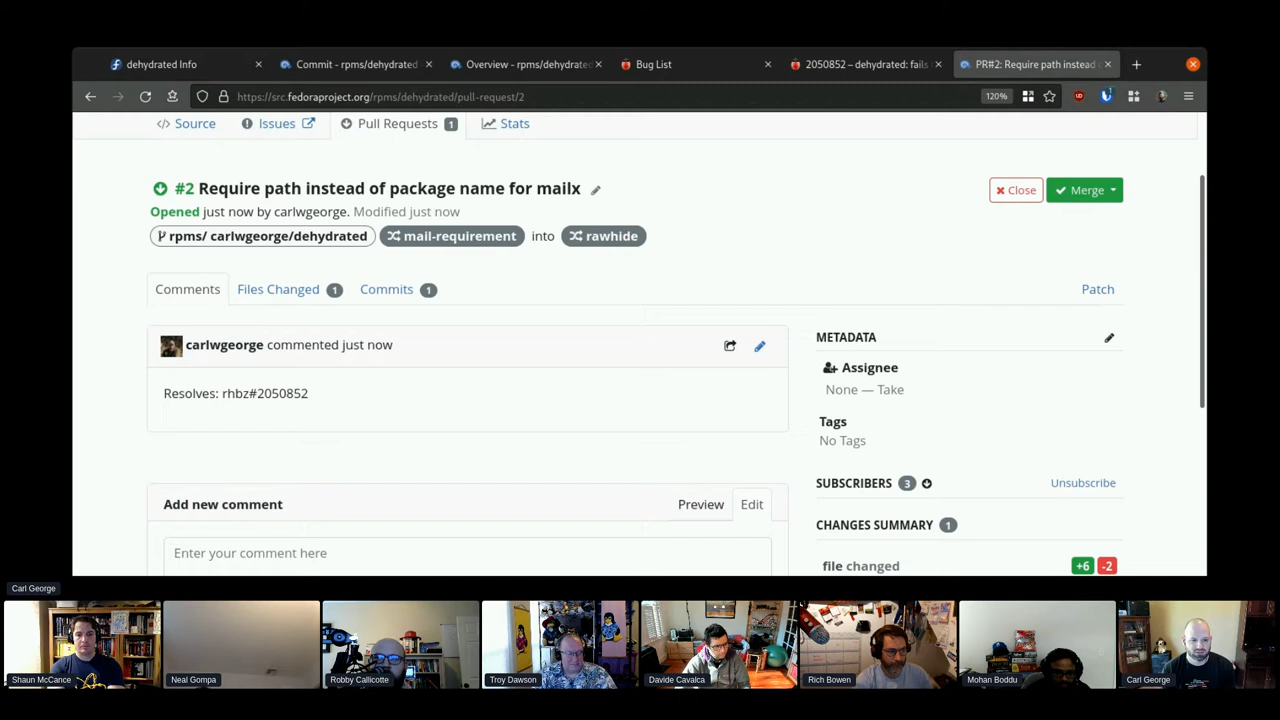 dehydrated Info
Commit - rpms/dehydrated
Overview - rpms/dehydrated
Bug List
2050852 – dehydrated: fails
PR#2: Require path instead
https://src.fedoraproject.org/rpms/dehydrated/pull-request/2
120%
Source
Issues
Pull Requests 1
Stats
#2 Require path instead of package name for mailx
Close
Merge
Opened just now by carlwgeorge. Modified just now
rpms/ carlwgeorge/dehydrated
mail-requirement
into
rawhide
Comments
Files Changed 1
Commits 1
Patch
carlwgeorge commented just now
METADATA
Assignee
None — Take
Resolves: rhbz#2050852
Tags
No Tags
SUBSCRIBERS 3
Unsubscribe
Add new comment
Preview
Edit
CHANGES SUMMARY 1
Enter your comment here
file changed
+6 -2
Carl George
Shaun McCance
Neal Gompa
Robby Callicotte
Troy Dawson
Davide Cavalca
Rich Bowen
Mohan Boddu
Carl George